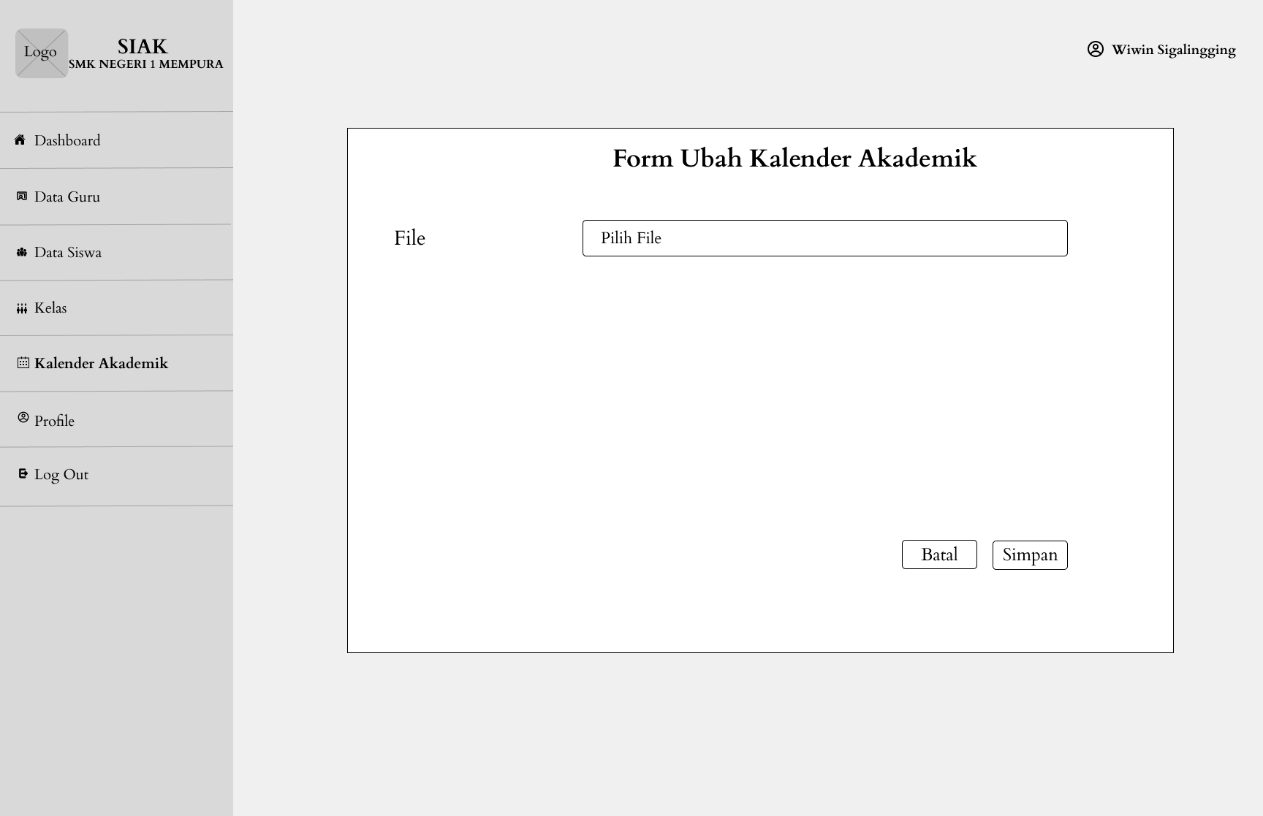 Logo
SIAK
SMK NEGERI 1 MEMPURA
Wiwin Sigalingging
Dashboard
Data Guru
Data Siswa
Kelas
Kalender Akademik
Profile
Log Out
Form Ubah Kalender Akademik
File
Pilih File
Batal
Simpan